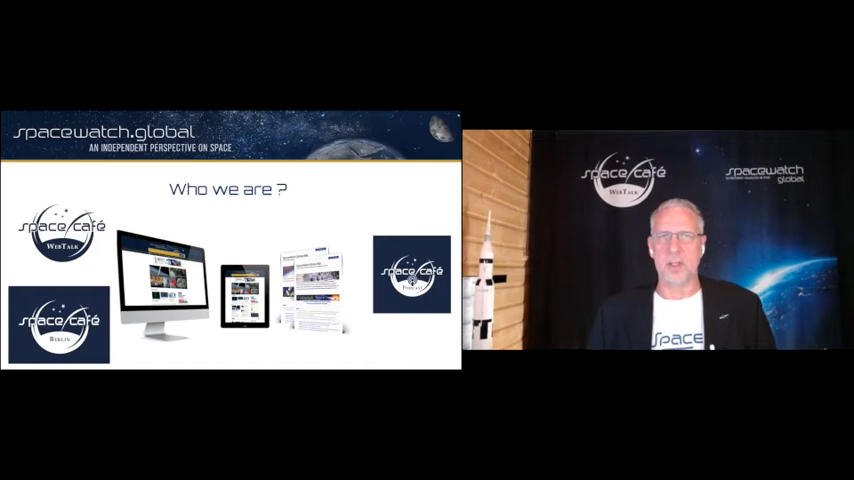 spacewatch.global
AN INDEPENDENT PERSPECTIVE ON SPACE
Who we are ?
space/café
WEBTALK
space/café
BERLIN
space/café
PODCAST
space/café
WEBTALK
spacewatch
global
space